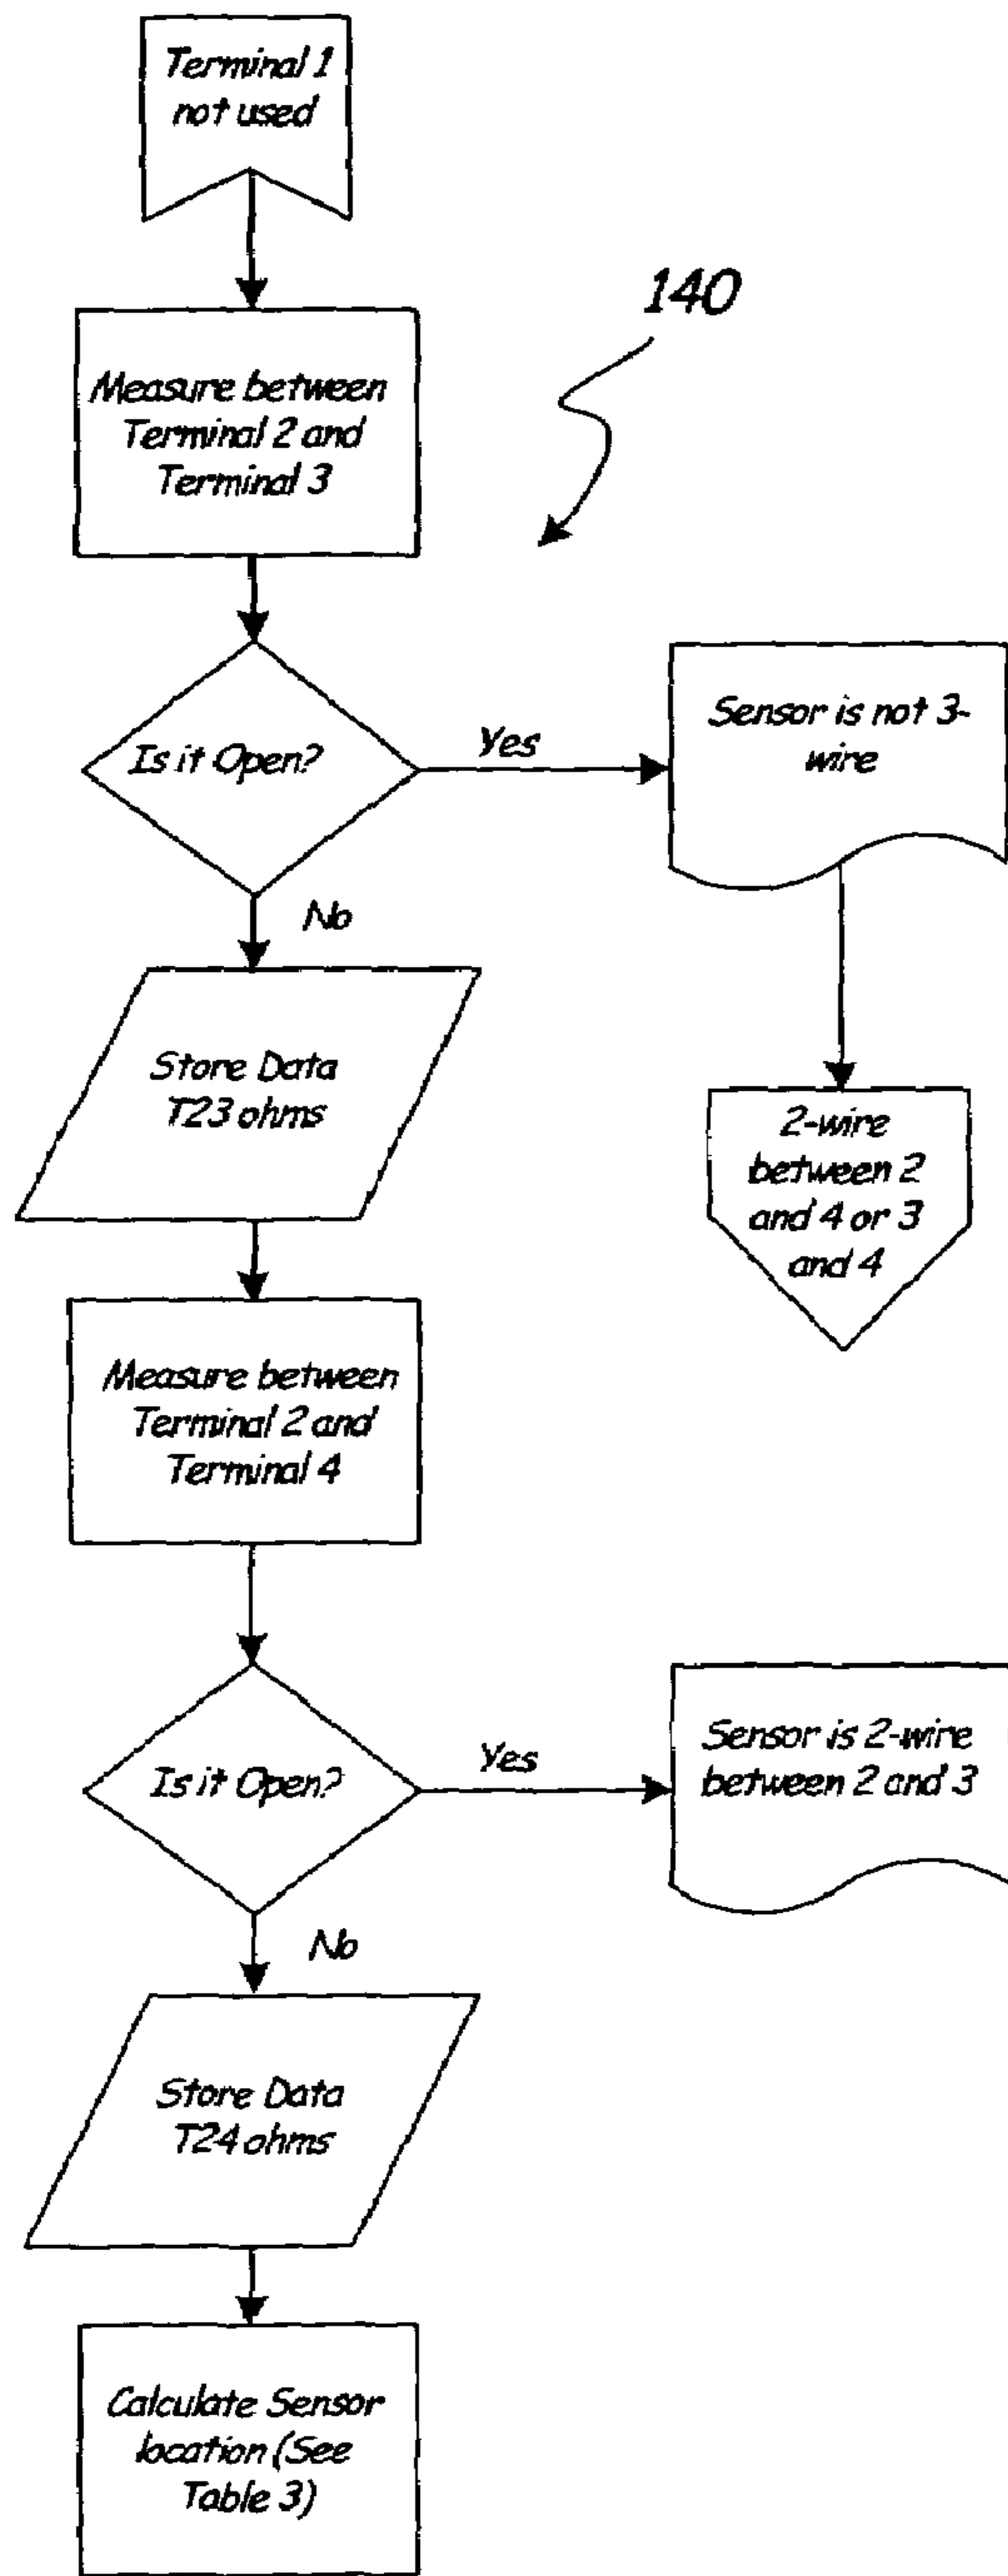 Terminal 1
not used
140
Measure between
Terminal 2 and
Terminal 3
Is it Open?
Yes
Sensor is not 3-
wire
No
Store Data
T23 ohms
2-wire
between 2
and 4 or 3
and 4
Measure between
Terminal 2 and
Terminal 4
Is it Open?
Yes
Sensor is 2-wire
between 2 and 3
No
Store Data
T24 ohms
Calculate Sensor
location (See
Table 3)